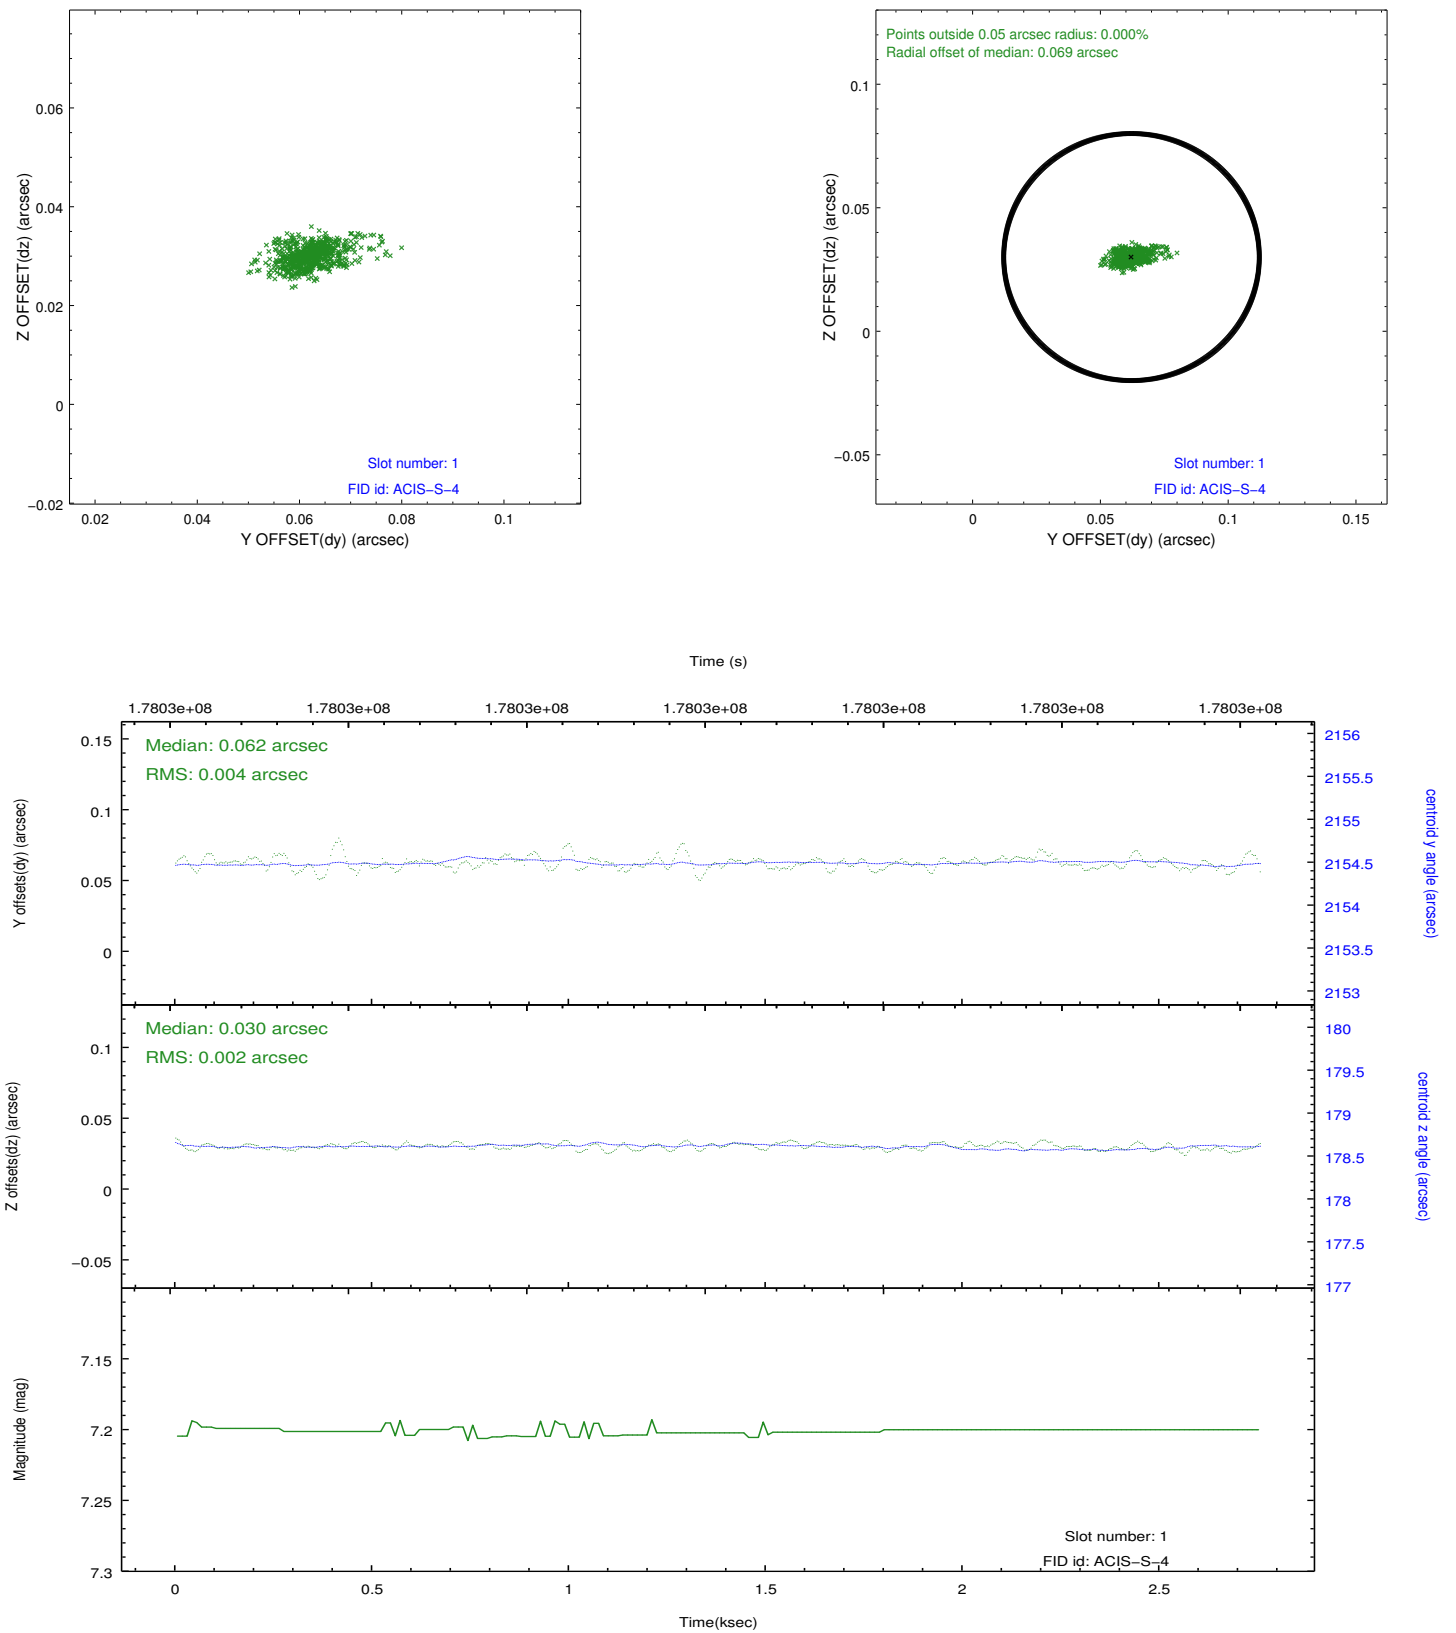 0.06
0.04
0.02
0
−0.02
Z OFFSET(dz) (arcsec)
Slot number: 1
FID id: ACIS−S−4
0.02 0.04 0.06 0.08 0.1
Y OFFSET(dy) (arcsec)
Points outside 0.05 arcsec radius: 0.000%
Radial offset of median: 0.069 arcsec
0.1
0.05
0
−0.05
Z OFFSET(dz) (arcsec)
Slot number: 1
FID id: ACIS−S−4
0 0.05 0.1 0.15
Y OFFSET(dy) (arcsec)
Time (s)
1.7803e+08 1.7803e+08 1.7803e+08 1.7803e+08 1.7803e+08 1.7803e+08 1.7803e+08
Median: 0.062 arcsec
RMS: 0.004 arcsec
0.15
0.1
0.05
0
Y offsets(dy) (arcsec)
2156
2155.5
2155
2154.5
2154
2153.5
2153
centroid y angle (arcsec)
Median: 0.030 arcsec
RMS: 0.002 arcsec
0.1
0.05
0
−0.05
Z offsets(dz) (arcsec)
180
179.5
179
178.5
178
177.5
177
centroid z angle (arcsec)
7.15
7.2
7.25
7.3
Magnitude (mag)
Slot number: 1
FID id: ACIS−S−4
0 0.5 1 1.5 2 2.5
Time(ksec)